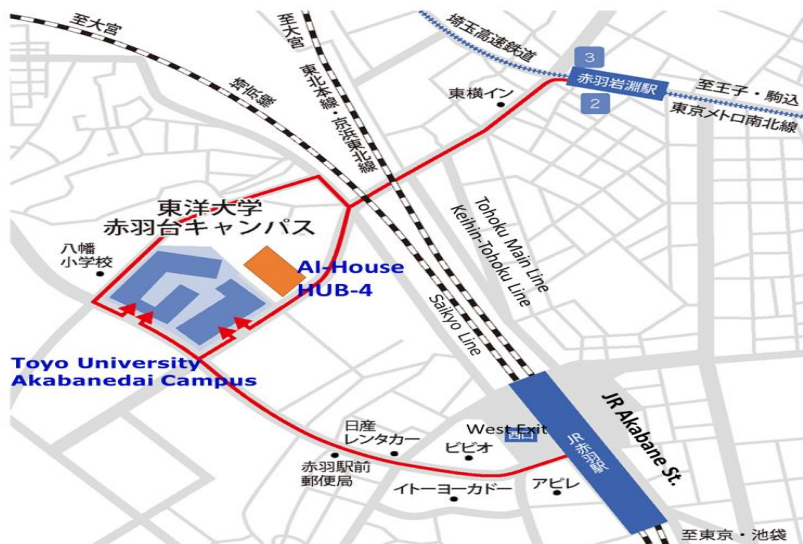 至大宮
至大宮
埼京線
東北本線・京浜東北線
埼玉高速鉄道
3
赤羽岩淵駅
2
至王子・駒込
東京メトロ南北線
東横イン
東洋大学
赤羽台キャンパス
八幡
小学校
AI-House
HUB-4
Tohoku Main Line
Keihin-Tohoku Line
Saikyo Line
Toyo University
Akabanedai Campus
JR Akabane St.
West Exit
西口
JR赤羽駅
日産
レンタカー
ビビオ
赤羽駅前
郵便局
イトーヨーカドー
アピレ
至東京・池袋